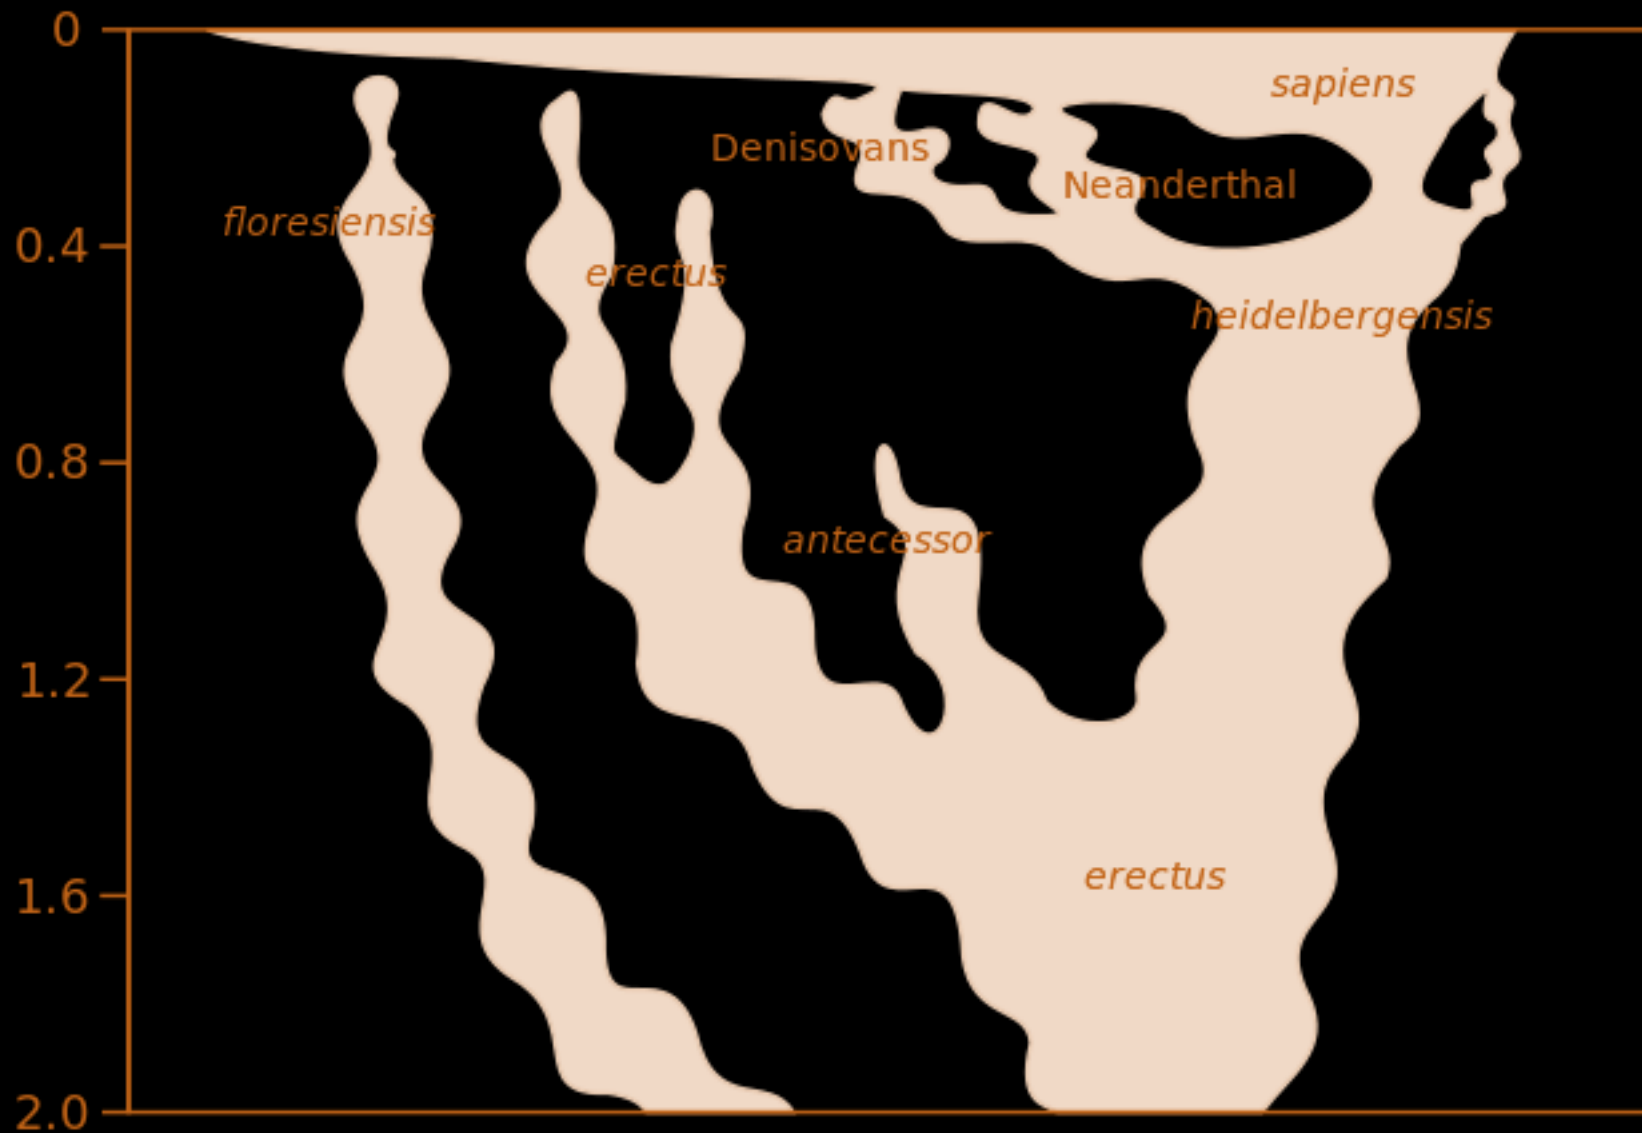 0
sapiens
Denisovans
Neanderthal
floresiensis
0.4
erectus
heidelbergensis
0.8
antecessor
1.2
erectus
1.6
2.0